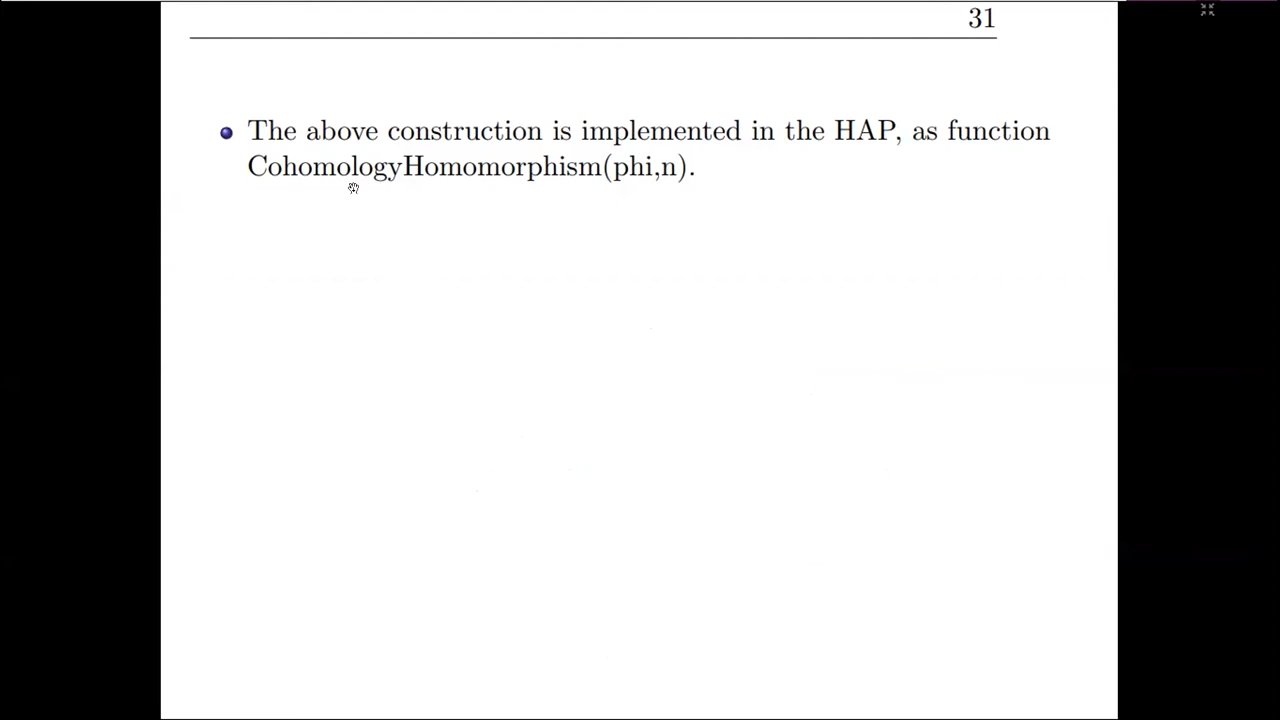 31
The above construction is implemented in the HAP, as function
CohomologyHomomorphism(phi,n).